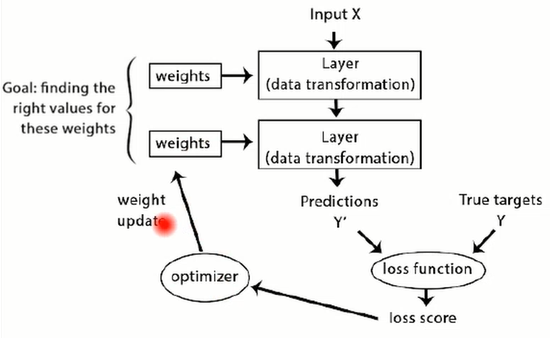 Input X
Layer
(data transformation)
weights
Goal: finding the
right values for
these weights
Layer
(data transformation)
weights
weight
update
Predictions
Y'
True targets
Y
optimizer
loss function
loss score